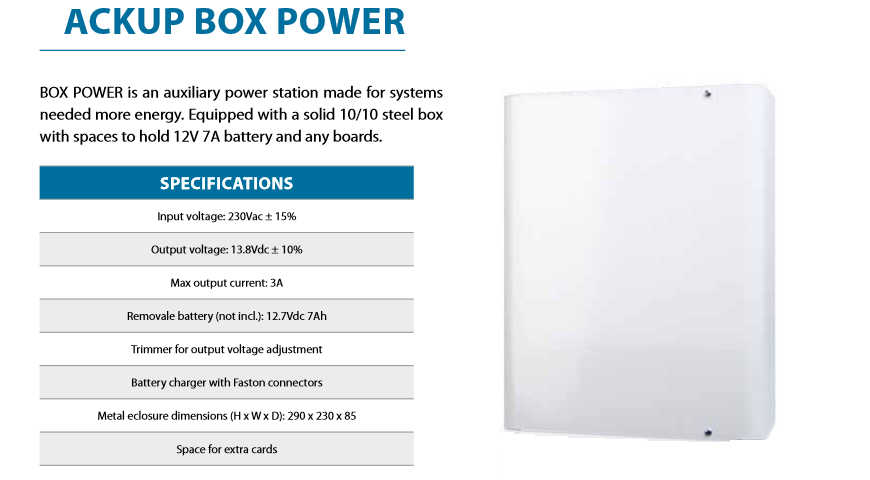 ACKUP BOX POWER
BOX POWER is an auxiliary power station made for systems
needed more energy. Equipped with a solid 10/10 steel box
with spaces to hold 12V 7A battery and any boards.
SPECIFICATIONS
Input voltage: 230Vac ± 15%
Output voltage: 13.8Vdc ± 10%
Max output current: 3A
Removale battery (not incl.): 12.7Vdc 7Ah
Trimmer for output voltage adjustment
Battery charger with Faston connectors
Metal eclosure dimensions (H x W x D): 290 x 230 x 85
Space for extra cards